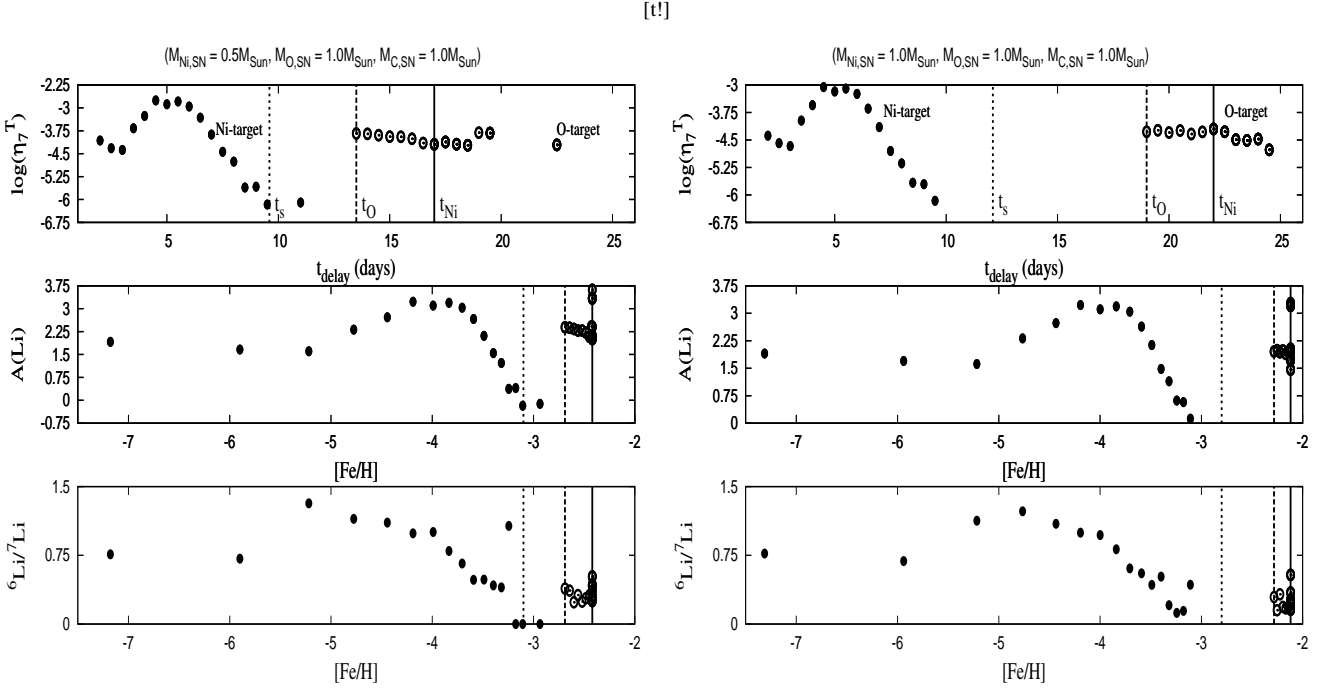 [t!]
(M_Ni,SN = 0.5M_Sun, M_O,SN = 1.0M_Sun, M_C,SN = 1.0M_Sun)
log(η_7^T)
-2.25
-3
-3.75
-4.5
-5.25
-6
-6.75
Ni-target
O-target
t_s
t_O
t_Ni
5
10
15
20
25
t_delay (days)
A(Li)
3.75
3
2.25
1.5
0.75
0
-0.75
-7
-6
-5
-4
-3
-2
[Fe/H]
^6Li/^7Li
1.5
0.75
0
-7
-6
-5
-4
-3
-2
[Fe/H]
(M_Ni,SN = 1.0M_Sun, M_O,SN = 1.0M_Sun, M_C,SN = 1.0M_Sun)
log(η_7^T)
-3
-3.75
-4.5
-5.25
-6
-6.75
Ni-target
O-target
t_s
t_O
t_Ni
5
10
15
20
25
t_delay (days)
A(Li)
3.75
3
2.25
1.5
0.75
0
-7
-6
-5
-4
-3
-2
[Fe/H]
^6Li/^7Li
1.5
0.75
0
-7
-6
-5
-4
-3
-2
[Fe/H]